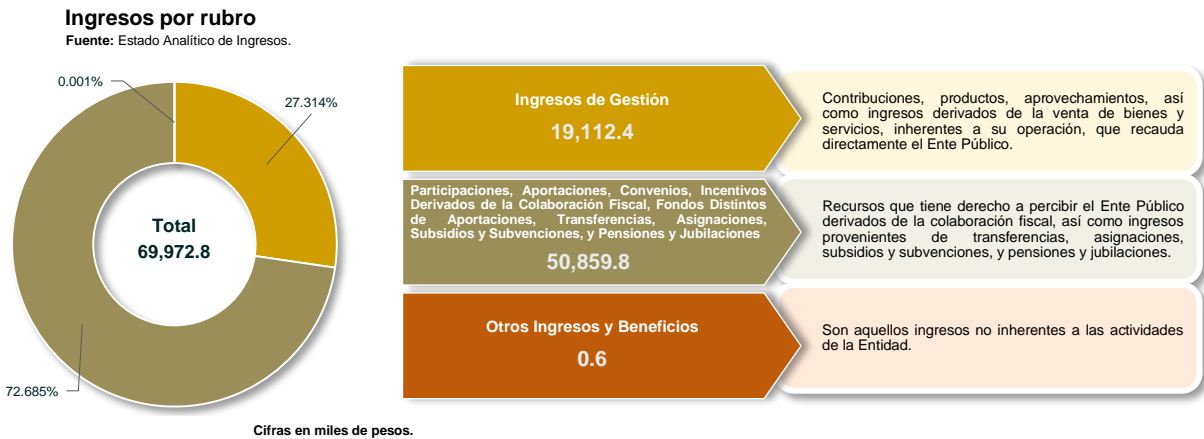 Ingresos por rubro
Fuente: Estado Analítico de Ingresos.
0.001%
27.314%
Total
69,972.8
72.685%
Ingresos de Gestión
19,112.4
Contribuciones, productos, aprovechamientos, así
como ingresos derivados de la venta de bienes y
servicios, inherentes a su operación, que recauda
directamente el Ente Público.
Participaciones, Aportaciones, Convenios, Incentivos
Derivados de la Colaboración Fiscal, Fondos Distintos
de Aportaciones, Transferencias, Asignaciones,
Subsidios y Subvenciones, y Pensiones y Jubilaciones
50,859.8
Recursos que tiene derecho a percibir el Ente Público
derivados de la colaboración fiscal, así como ingresos
provenientes de transferencias, asignaciones,
subsidios y subvenciones, y pensiones y jubilaciones.
Otros Ingresos y Beneficios
0.6
Son aquellos ingresos no inherentes a las actividades
de la Entidad.
Cifras en miles de pesos.